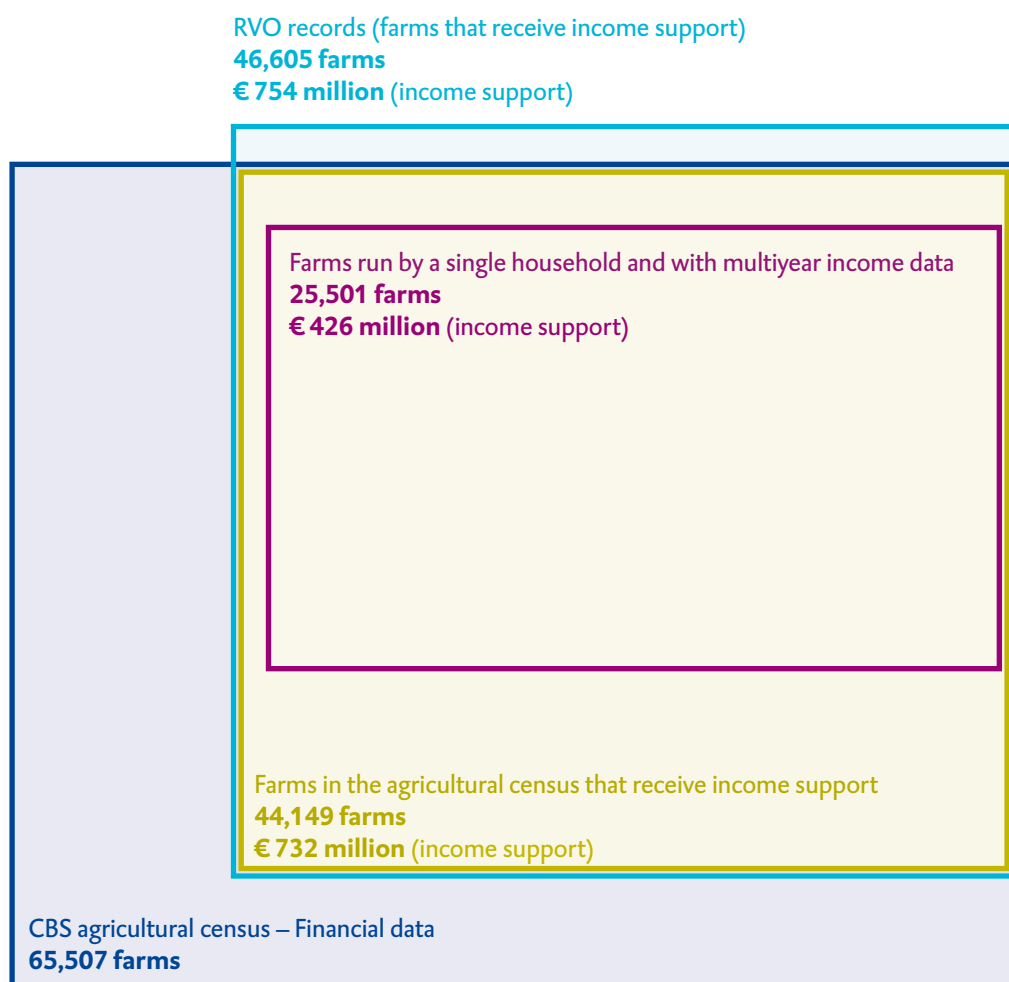 RVO records (farms that receive income support)
46,605 farms
€ 754 million (income support)
Farms run by a single household and with multiyear income data
25,501 farms
€ 426 million (income support)
Farms in the agricultural census that receive income support
44,149 farms
€ 732 million (income support)
CBS agricultural census – Financial data
65,507 farms